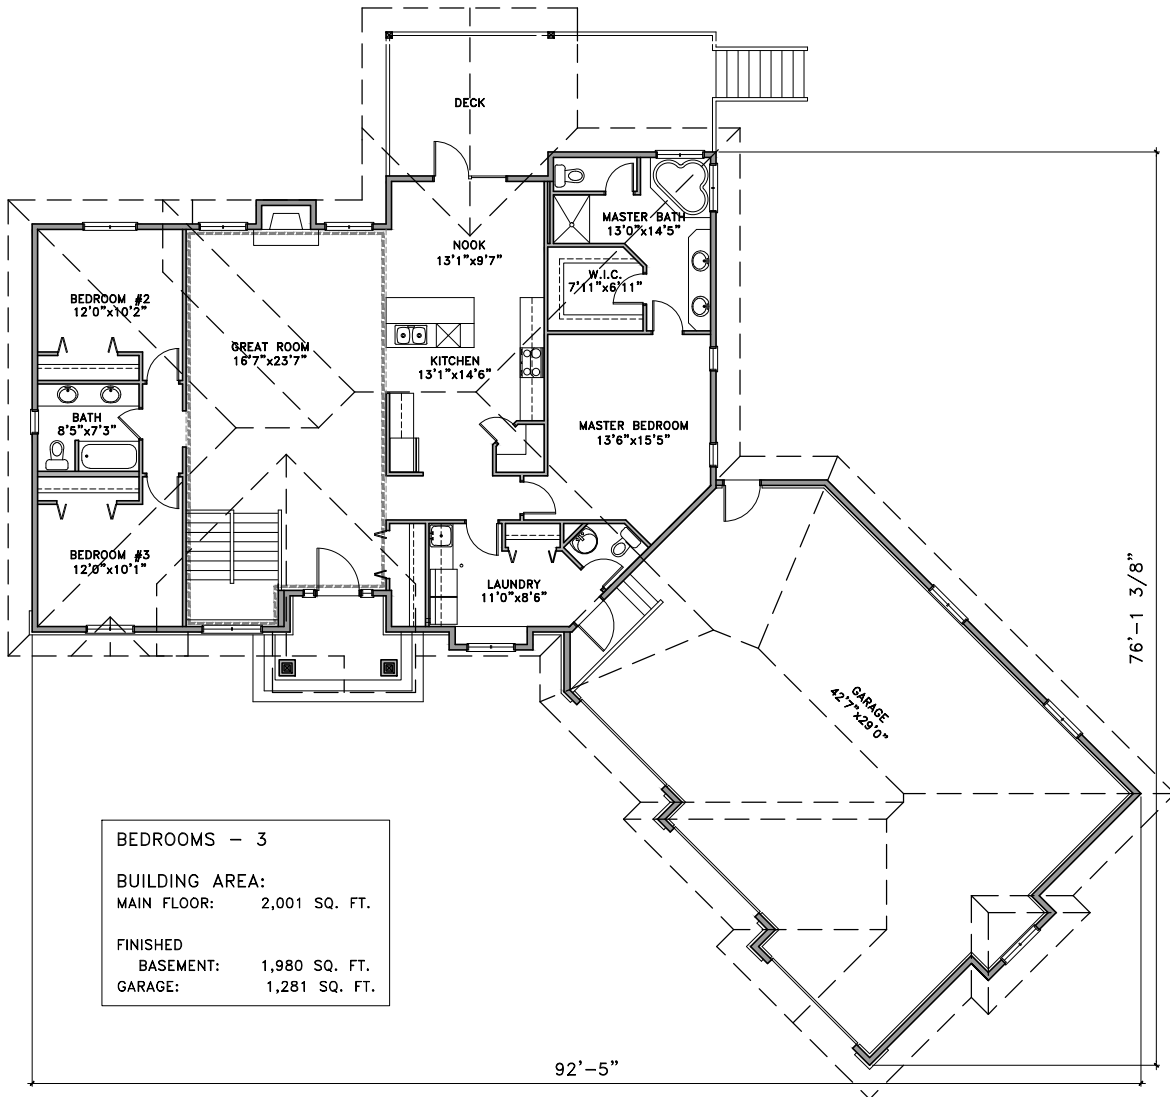 DECK
MASTER BATH
13'0"x14'5"
NOOK
13'1"x9'7"
W.I.C.
7'11"x6'11"
BEDROOM #2
12'0"x10'2"
GREAT ROOM
16'7"x23'7"
KITCHEN
13'1"x14'6"
BATH
8'5"x7'3"
MASTER BEDROOM
13'6"x15'5"
BEDROOM #3
12'0"x10'1"
LAUNDRY
11'0"x8'6"
76'-1 3/8"
GARAGE
42'7"x29'0"
BEDROOMS - 3
BUILDING AREA:
MAIN FLOOR: 2,001 SQ. FT.
FINISHED
BASEMENT: 1,980 SQ. FT.
GARAGE: 1,281 SQ. FT.
92'-5"